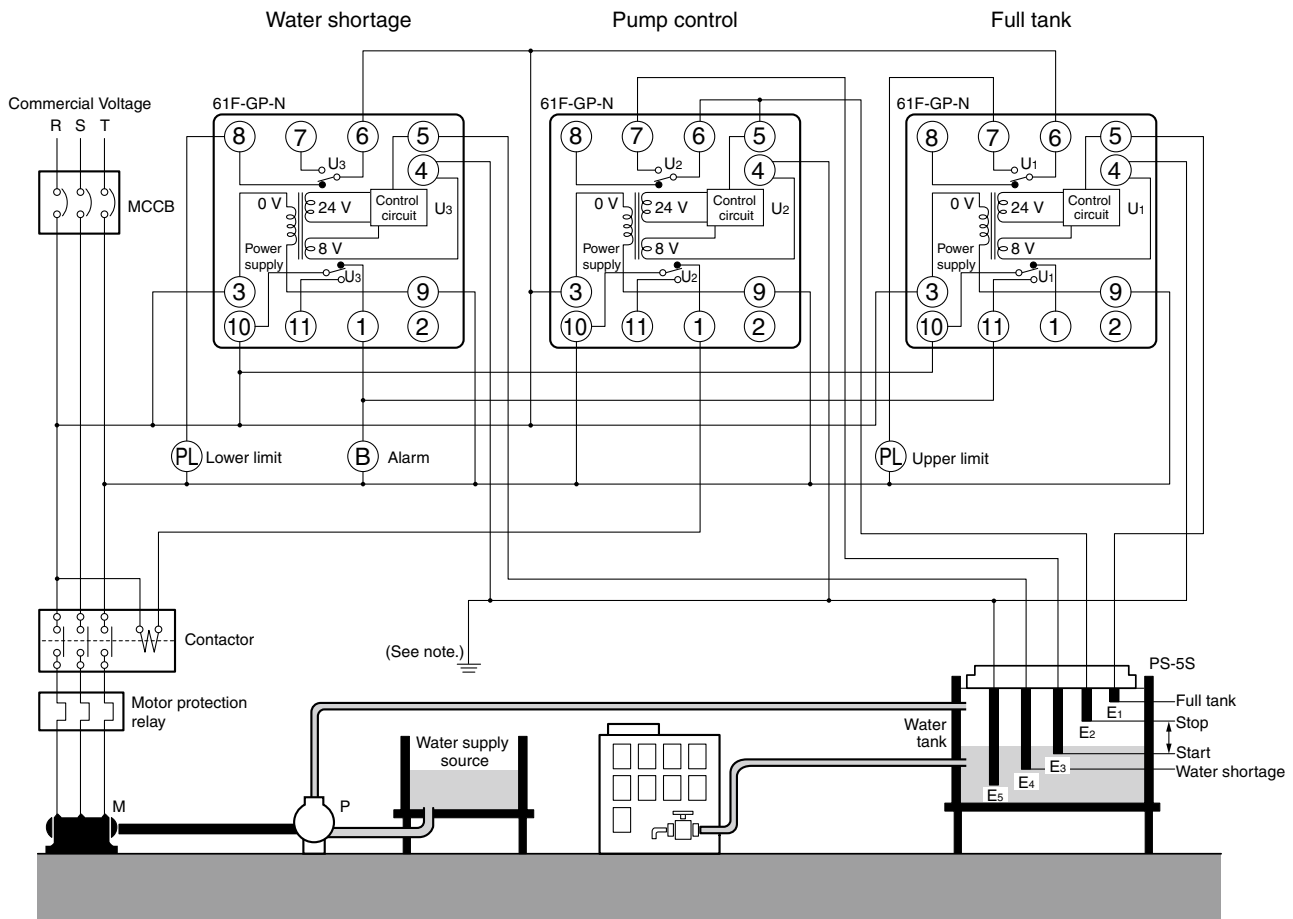 Water shortage
Pump control
Full tank
Commercial Voltage
R S T
MCCB
61F-GP-N
8 7 6 5
4
U3
0 V
24 V
Control circuit
U3
8 V
Power supply
U3
3 9
10 11 1 2
61F-GP-N
8 7 6 5
4
U2
0 V
24 V
Control circuit
U2
8 V
Power supply
U2
3 9
10 11 1 2
61F-GP-N
8 7 6 5
4
U1
0 V
24 V
Control circuit
U1
8 V
Power supply
U1
3 9
10 11 1 2
PL Lower limit
B Alarm
PL Upper limit
Contactor
(See note.)
Motor protection
relay
PS-5S
Full tank
Stop
Start
Water shortage
E1
E2
E3
E4
E5
Water
tank
Water supply
source
M
P